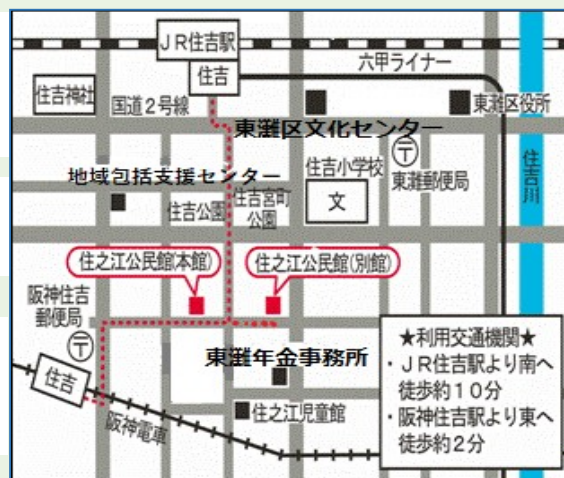 JR住吉駅
住吉
六甲ライナー
住吉神社
国道2号線
東灘区役所
東灘区文化センター
地域包括支援センター
住吉小学校
文
〒
東灘郵便局
住吉川
住吉公園
住吉宮町
公園
住之江公民館(本館)
住之江公民館(別館)
阪神住吉
郵便局
〒
東灘年金事務所
住吉
阪神電車
住之江児童館
★利用交通機関★
・JR住吉駅より南へ
徒歩約10分
・阪神住吉駅より東へ
徒歩約2分